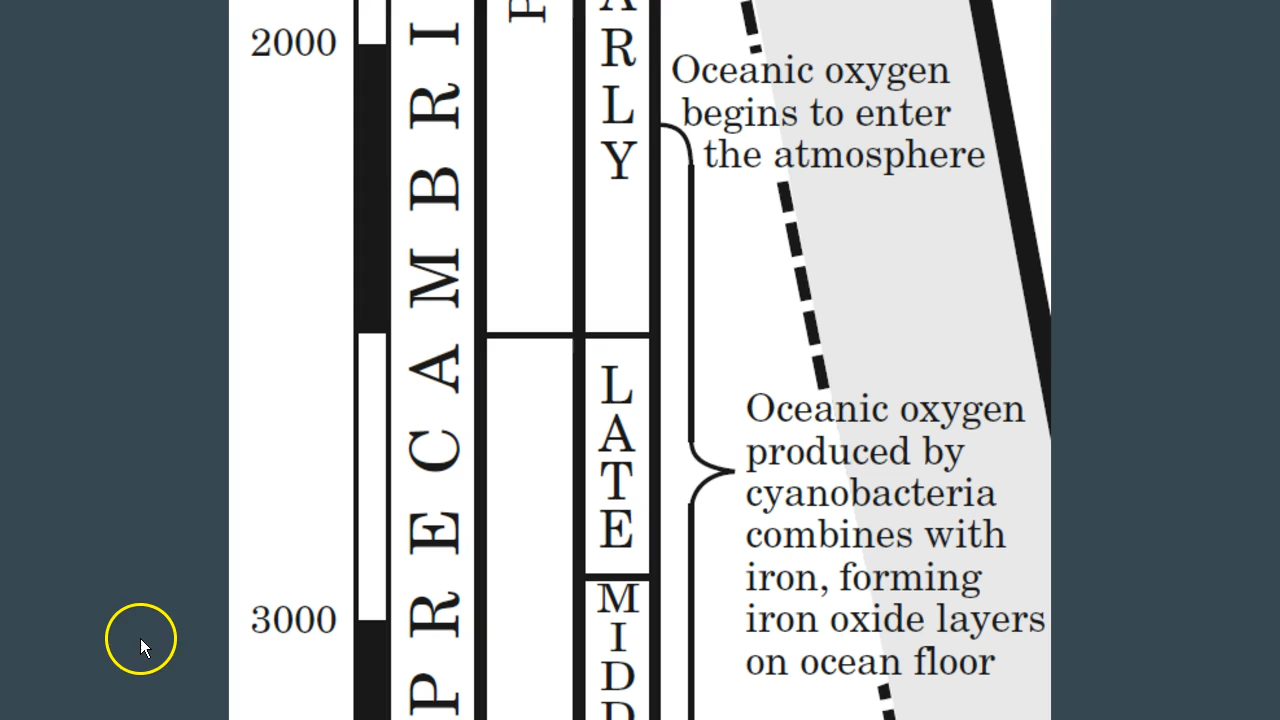 2000
PRECAMBRI
P
ARLY
Oceanic oxygen
begins to enter
the atmosphere
LATE
Oceanic oxygen
produced by
cyanobacteria
combines with
iron, forming
iron oxide layers
on ocean floor
3000
MIDD